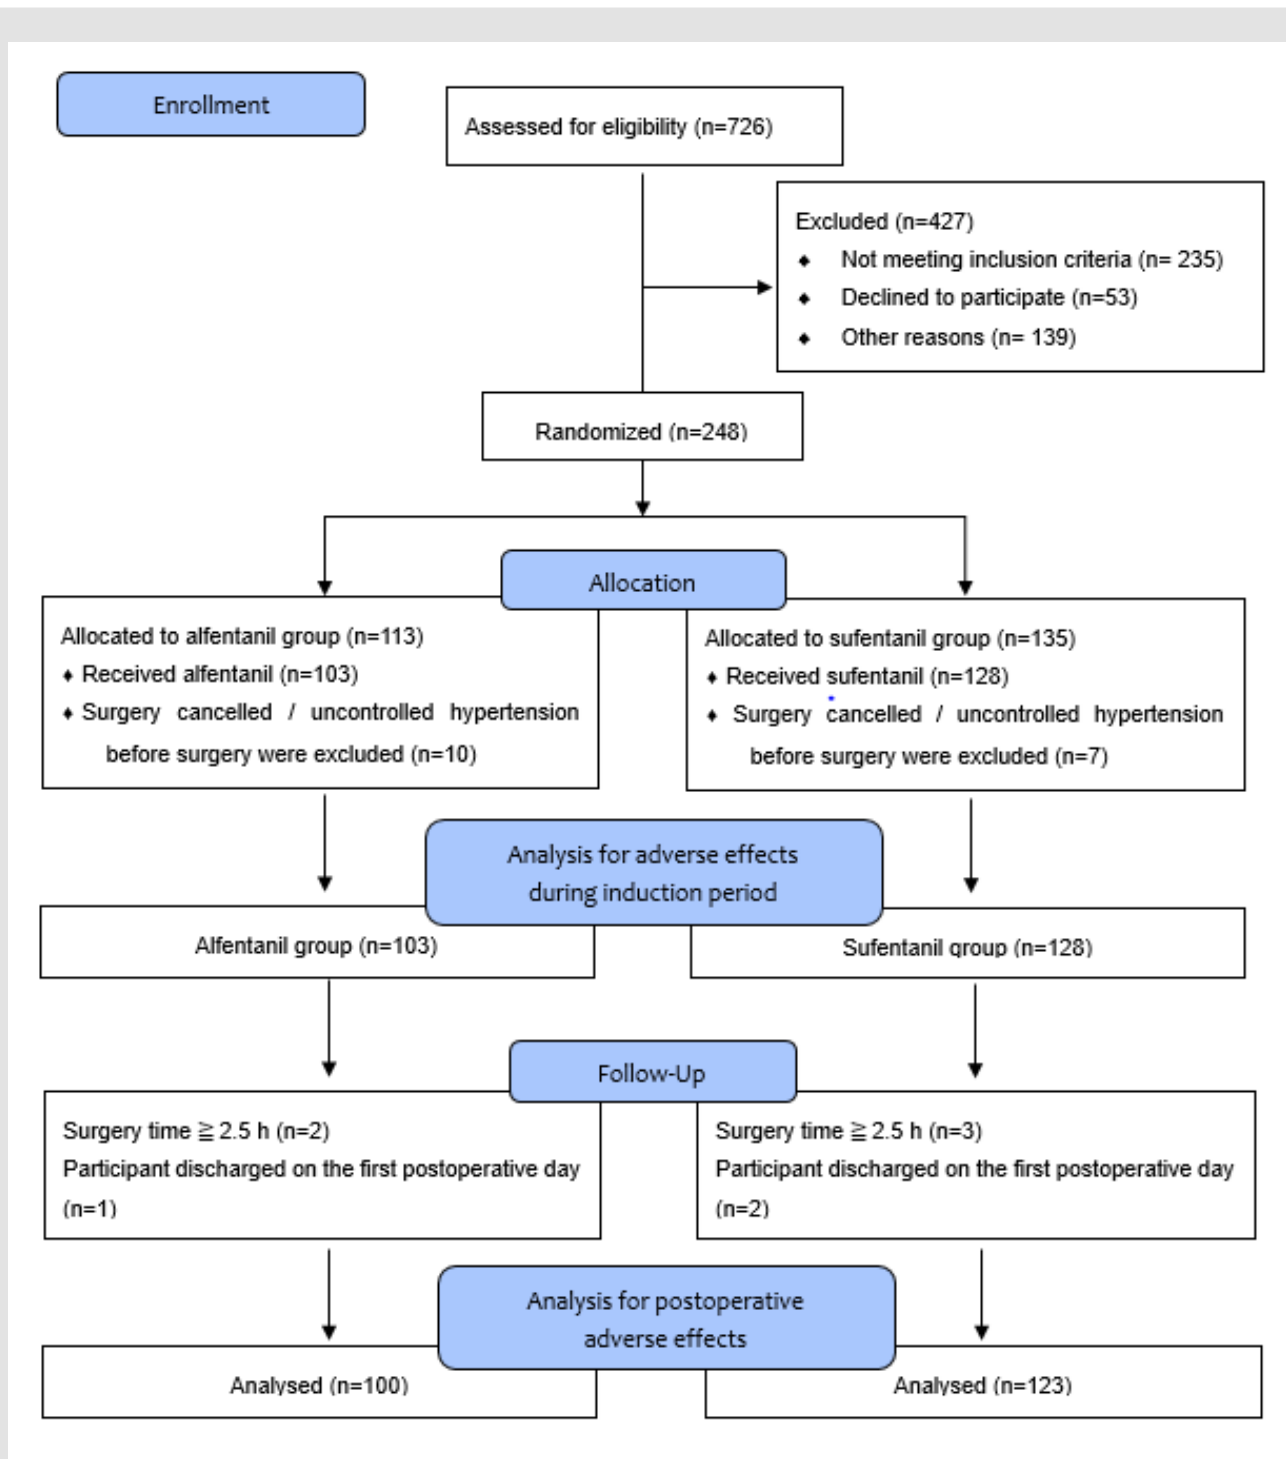 Enrollment
Assessed for eligibility (n=726)
Excluded (n=427)
♦ Not meeting inclusion criteria (n= 235)
♦ Declined to participate (n=53)
♦ Other reasons (n= 139)
Randomized (n=248)
Allocation
Allocated to alfentanil group (n=113)
♦ Received alfentanil (n=103)
♦ Surgery cancelled / uncontrolled hypertension
before surgery were excluded (n=10)
Allocated to sufentanil group (n=135)
♦ Received sufentanil (n=128)
♦ Surgery cancelled / uncontrolled hypertension
before surgery were excluded (n=7)
Analysis for adverse effects
during induction period
Alfentanil group (n=103)
Sufentanil group (n=128)
Follow-Up
Surgery time ≧ 2.5 h (n=2)
Participant discharged on the first postoperative day
(n=1)
Surgery time ≧ 2.5 h (n=3)
Participant discharged on the first postoperative day
(n=2)
Analysis for postoperative
adverse effects
Analysed (n=100)
Analysed (n=123)